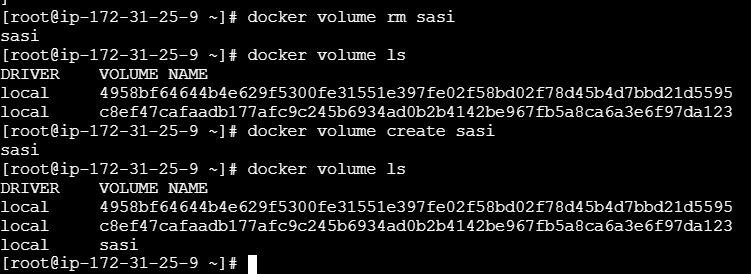 [root@ip-172-31-25-9 ~]# docker volume rm sasi
sasi
[root@ip-172-31-25-9 ~]# docker volume ls
DRIVER    VOLUME NAME
local     4958bf64644b4e629f5300fe31551e397fe02f58bd02f78d45b4d7bbd21d5595
local     c8ef47cafaadb177afc9c245b6934ad0b2b4142be967fb5a8ca6a3e6f97da123
[root@ip-172-31-25-9 ~]# docker volume create sasi
sasi
[root@ip-172-31-25-9 ~]# docker volume ls
DRIVER    VOLUME NAME
local     4958bf64644b4e629f5300fe31551e397fe02f58bd02f78d45b4d7bbd21d5595
local     c8ef47cafaadb177afc9c245b6934ad0b2b4142be967fb5a8ca6a3e6f97da123
local     sasi
[root@ip-172-31-25-9 ~]#